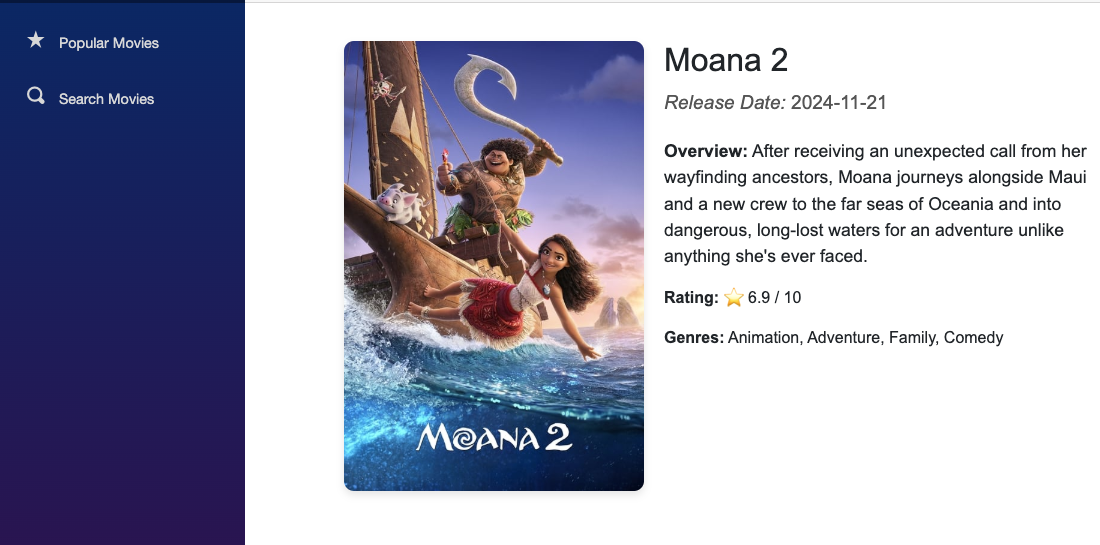 Popular Movies
Search Movies
Moana 2
Release Date: 2024-11-21
Overview: After receiving an unexpected call from her
wayfinding ancestors, Moana journeys alongside Maui
and a new crew to the far seas of Oceania and into
dangerous, long-lost waters for an adventure unlike
anything she's ever faced.
Rating: ⭐ 6.9 / 10
Genres: Animation, Adventure, Family, Comedy
MOANA 2